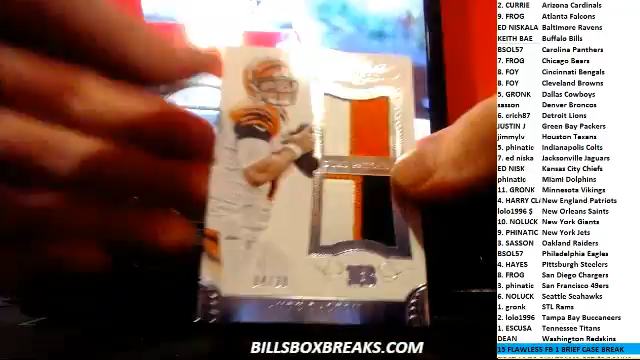 04/30
BILLSBOXBREAKS.COM
2. CURRIE Arizona Cardinals
9. FROG Atlanta Falcons
ED NISKALA Baltimore Ravens
KEITH BAE Buffalo Bills
BSOL57 Carolina Panthers
7. FROG Chicago Bears
8. FOY Cincinnati Bengals
8. FOY Cleveland Browns
5. GRONK Dallas Cowboys
sasson Denver Broncos
6. crich87 Detroit Lions
JUSTIN J Green Bay Packers
jimmylv Houston Texans
5. phinatic Indianapolis Colts
7. ed niska Jacksonville Jaguars
ED NISK Kansas City Chiefs
phinatic Miami Dolphins
11. GRONK Minnesota Vikings
4. HARRY CLA New England Patriots
lolo1996 $ New Orleans Saints
10. NOLUCK New York Giants
9. PHINATIC New York Jets
3. SASSON Oakland Raiders
BSOL57 Philadelphia Eagles
4. HAYES Pittsburgh Steelers
8. FROG San Diego Chargers
3. phinatic San Francisco 49ers
6. NOLUCK Seattle Seahawks
1. gronk STL Rams
2. lolo1996 Tampa Bay Buccaneers
1. ESCUSA Tennessee Titans
DEAN Washington Redskins
15 FLAWLESS FB 1 BRIEF CASE BREAK